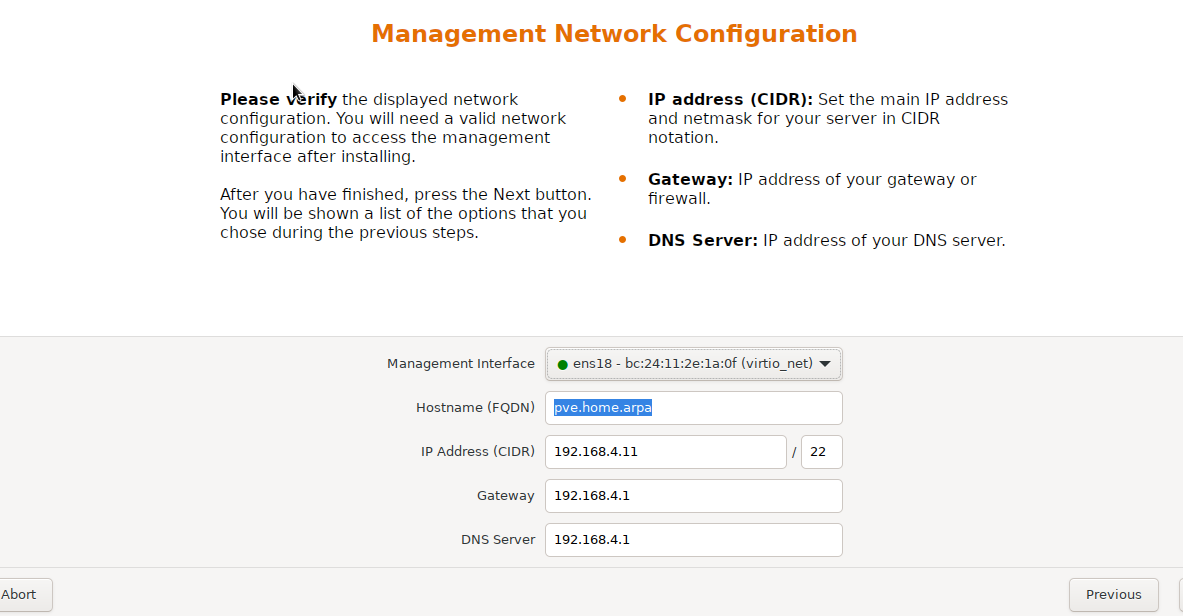 Management Network Configuration
Please verify the displayed network
configuration. You will need a valid network
configuration to access the management
interface after installing.
After you have finished, press the Next button.
You will be shown a list of the options that you
chose during the previous steps.
IP address (CIDR): Set the main IP address
and netmask for your server in CIDR
notation.
Gateway: IP address of your gateway or
firewall.
DNS Server: IP address of your DNS server.
Management Interface ens18 - bc:24:11:2e:1a:0f (virtio_net)
Hostname (FQDN) pve.home.arpa
IP Address (CIDR) 192.168.4.11 / 22
Gateway 192.168.4.1
DNS Server 192.168.4.1
Abort Previous